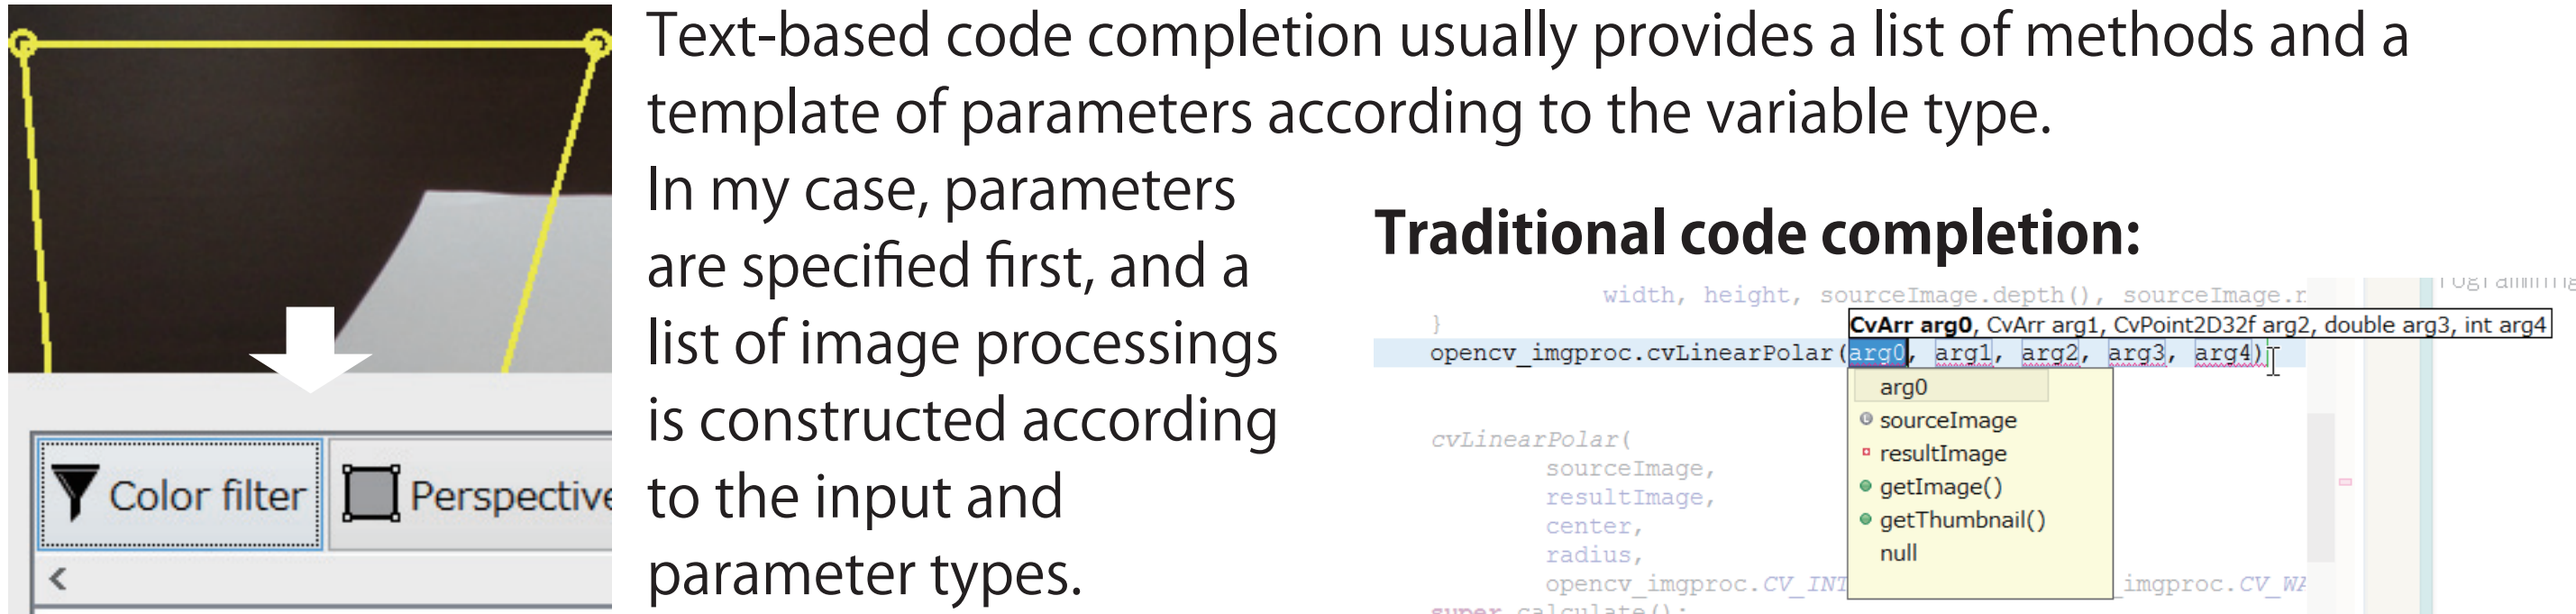 Text-based code completion usually provides a list of methods and a
template of parameters according to the variable type.
In my case, parameters
are specified first, and a
list of image processings
is constructed according
to the input and
parameter types.
Color filter
Perspective
<
Traditional code completion:
width, height, sourceImage.depth(), sourceImage.
}
CvArr arg0, CvArr arg1, CvPoint2D32f arg2, double arg3, int arg4
opencv_imgproc.cvLinearPolar(arg0, arg1, arg2, arg3, arg4)
arg0
sourceImage
resultImage
getImage()
getThumbnail()
null
cvLinearPolar(
sourceImage,
resultImage,
center,
radius,
opencv_imgproc.CV_INT _imgproc.CV_WA
super.calculate();